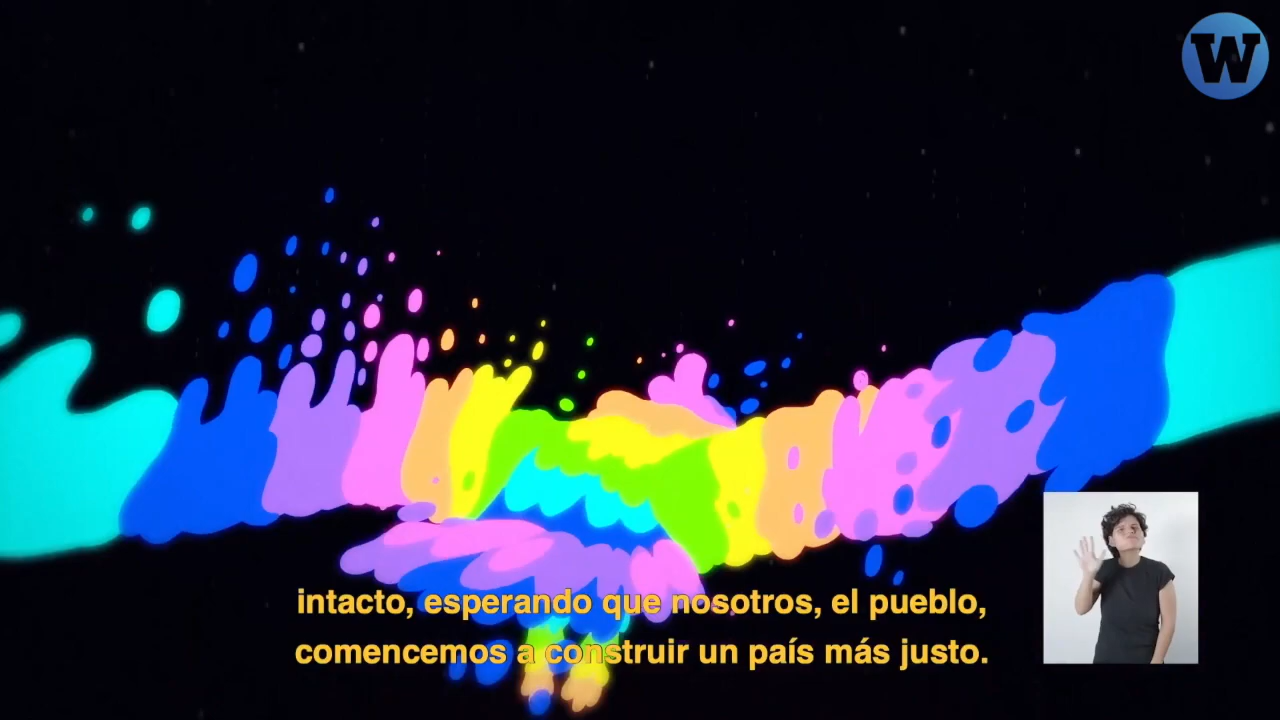 W
intacto, esperando que nosotros, el pueblo,
comencemos a construir un país más justo.